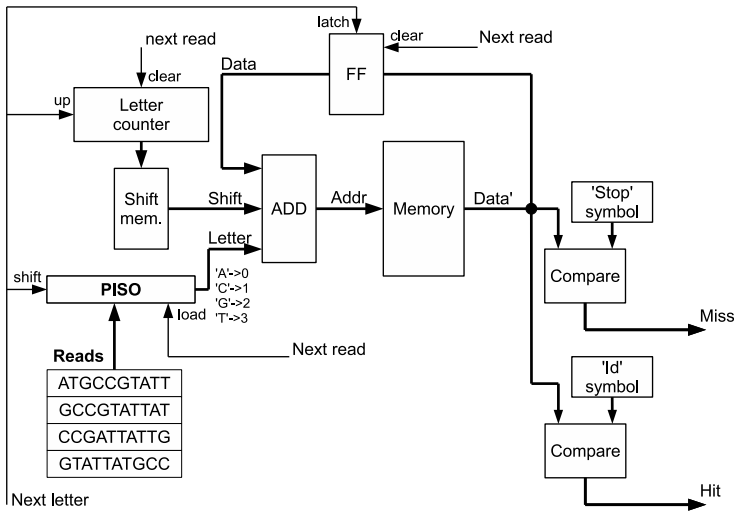 latch
clear
Next read
next read
clear
Data
FF
up
Letter
counter
Shift
mem.
Shift
ADD
Addr
Memory
Data'
'Stop'
symbol
Compare
Miss
Letter
'A'->0
'C'->1
'G'->2
'T'->3
shift
PISO
load
Next read
Reads
ATGCCGTATT
GCCGTATTAT
CCGATTATTG
GTATTATGCC
'Id'
symbol
Compare
Hit
Next letter